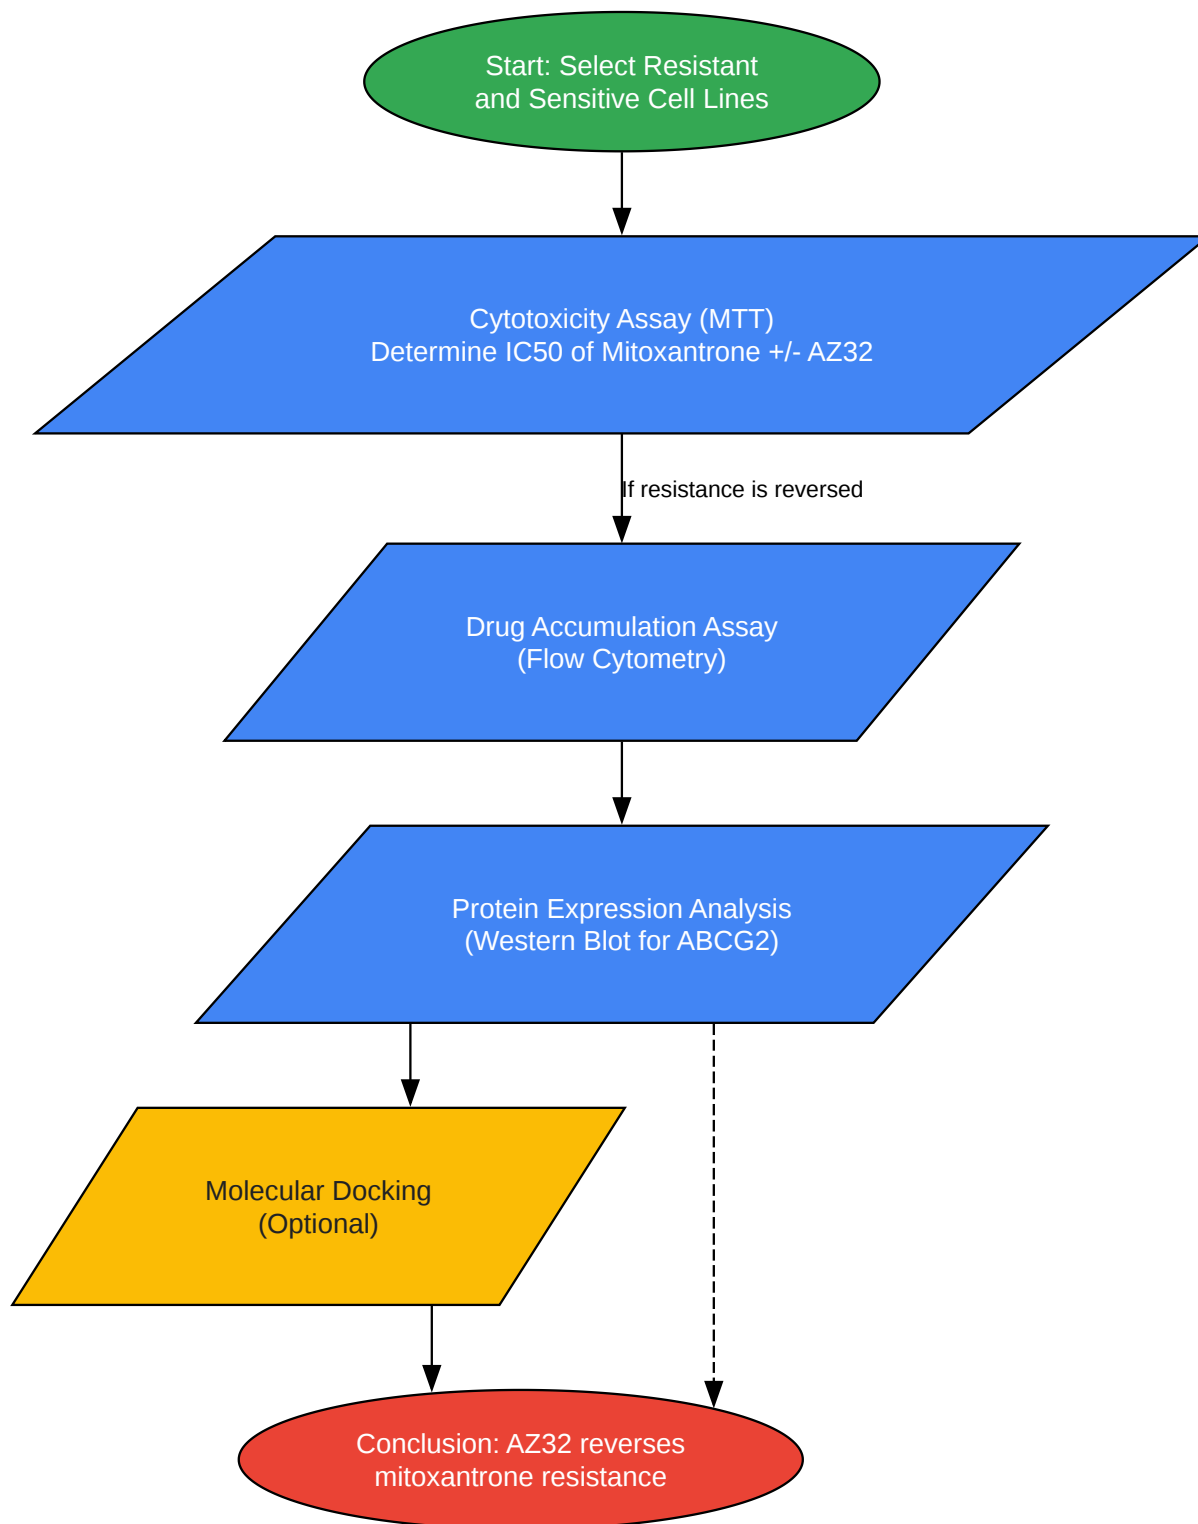 Start: Select Resistant
and Sensitive Cell Lines
Cytotoxicity Assay (MTT)
Determine IC50 of Mitoxantrone +/- AZ32
If resistance is reversed
Drug Accumulation Assay
(Flow Cytometry)
Protein Expression Analysis
(Western Blot for ABCG2)
Molecular Docking
(Optional)
Conclusion: AZ32 reverses
mitoxantrone resistance